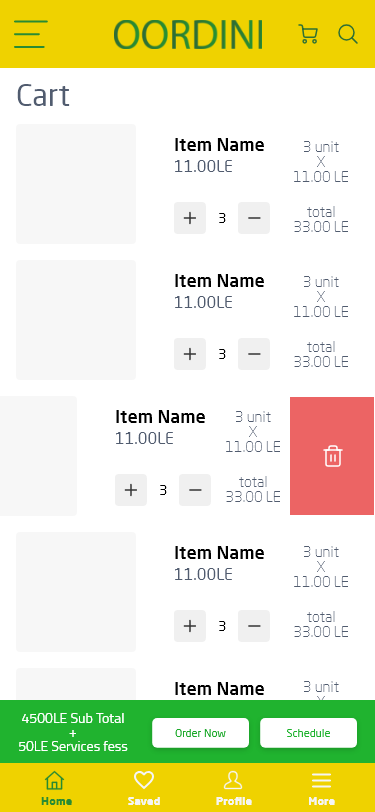 OORDINI
Cart
Item Name
11.00LE
3
3 unit
X
11.00 LE
total
33.00 LE
Item Name
11.00LE
3
3 unit
X
11.00 LE
total
33.00 LE
Item Name
11.00LE
3
3 unit
X
11.00 LE
total
33.00 LE
Item Name
11.00LE
3
3 unit
X
11.00 LE
total
33.00 LE
Item Name
3 unit
4500LE Sub Total
+
50LE Services fess
Order Now
Schedule
Home
Saved
Profile
More